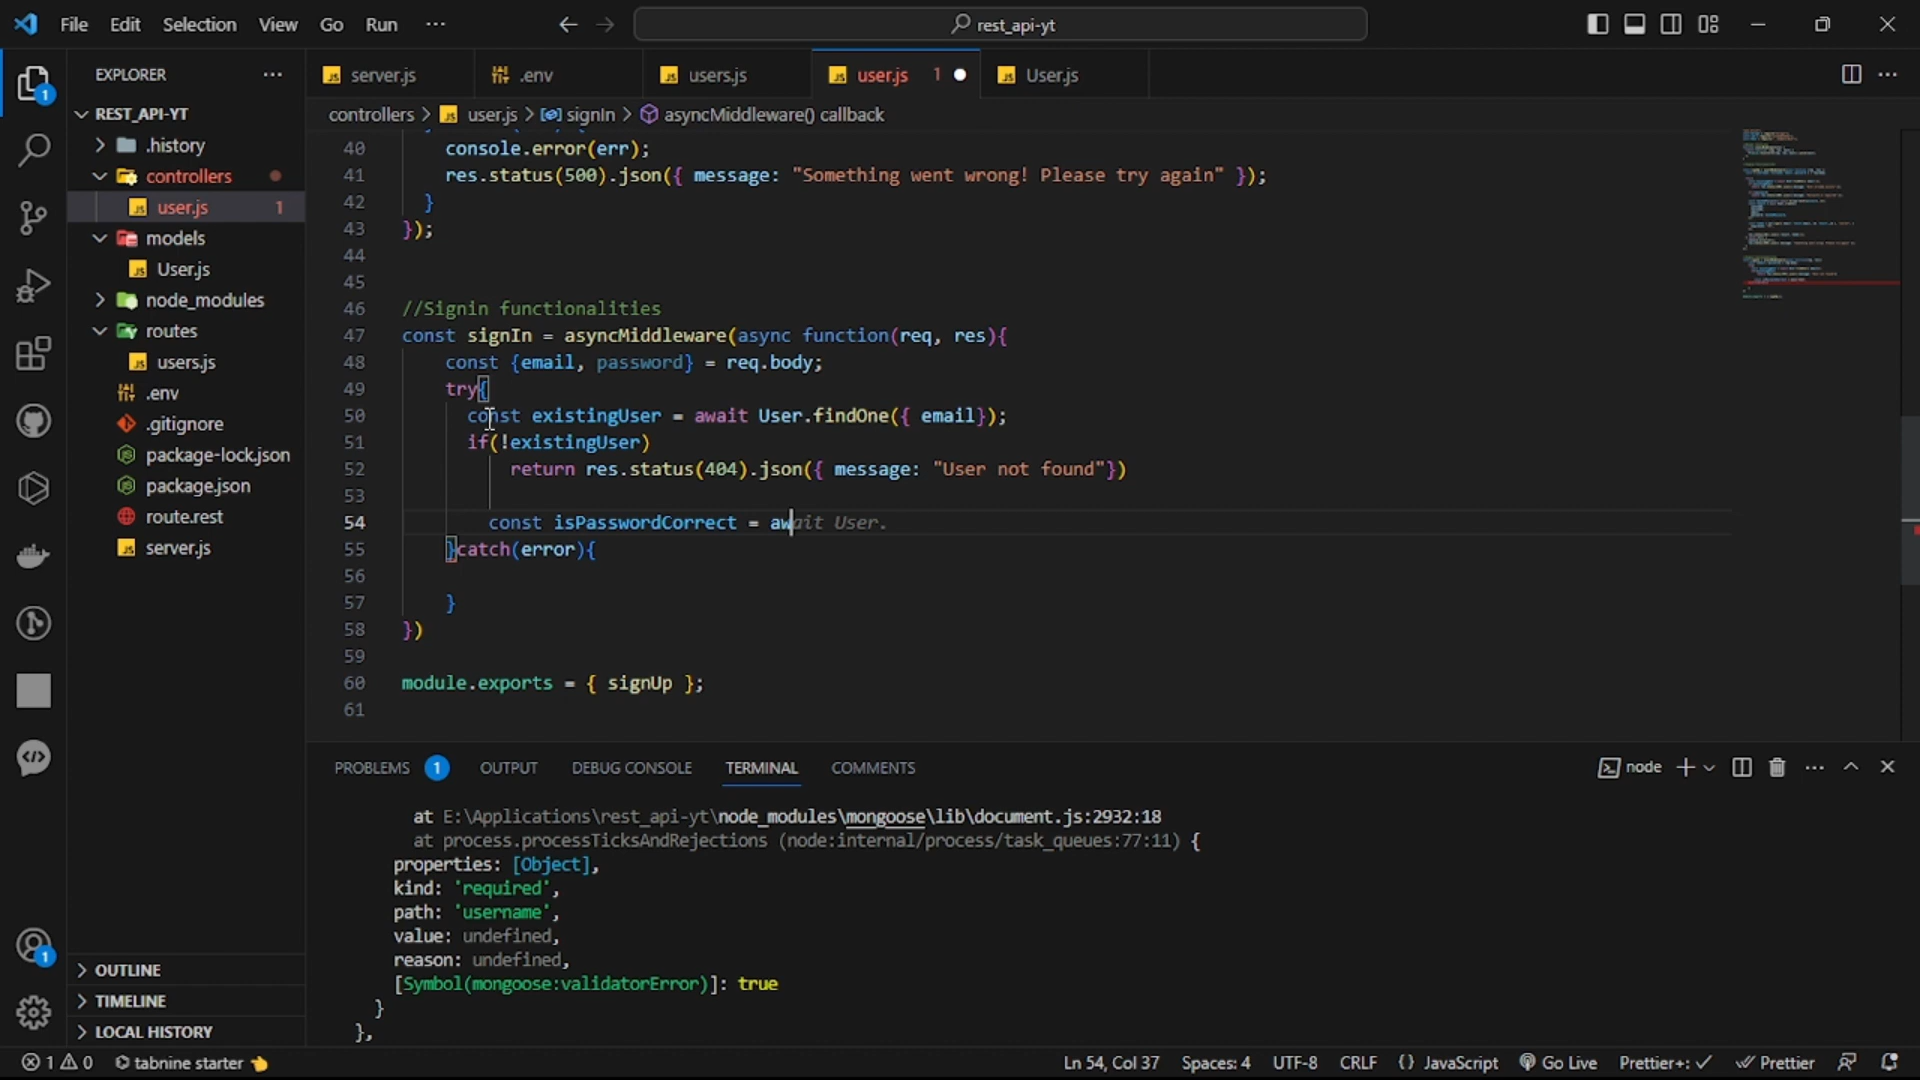 File Edit Selection View Go Run ···
rest_api-yt
EXPLORER ···
server.js .env users.js user.js 1 User.js
REST_API-YT
.history
controllers
user.js 1
models
User.js
node_modules
routes
users.js
.env
.gitignore
package-lock.json
package.json
route.rest
server.js
OUTLINE
TIMELINE
LOCAL HISTORY
controllers > user.js > signIn > asyncMiddleware() callback
40 console.error(err);
41 res.status(500).json({ message: "Something went wrong! Please try again" });
42 }
43 });
44
45
46 //Signin functionalities
47 const signIn = asyncMiddleware(async function(req, res){
48 const {email, password} = req.body;
49 try{
50 const existingUser = await User.findOne({ email});
51 if(!existingUser)
52 return res.status(404).json({ message: "User not found"})
53
54 const isPasswordCorrect = await User.
55 }catch(error){
56
57 }
58 })
59
60 module.exports = { signUp };
61
PROBLEMS 1 OUTPUT DEBUG CONSOLE TERMINAL COMMENTS
node
at E:\Applications\rest_api-yt\node_modules\mongoose\lib\document.js:2932:18
at process.processTicksAndRejections (node:internal/process/task_queues:77:11) {
properties: [Object],
kind: 'required',
path: 'username',
value: undefined,
reason: undefined,
[Symbol(mongoose:validatorError)]: true
}
},
1 0 tabnine starter
Ln 54, Col 37 Spaces: 4 UTF-8 CRLF {} JavaScript Go Live Prettier+: ✓ Prettier